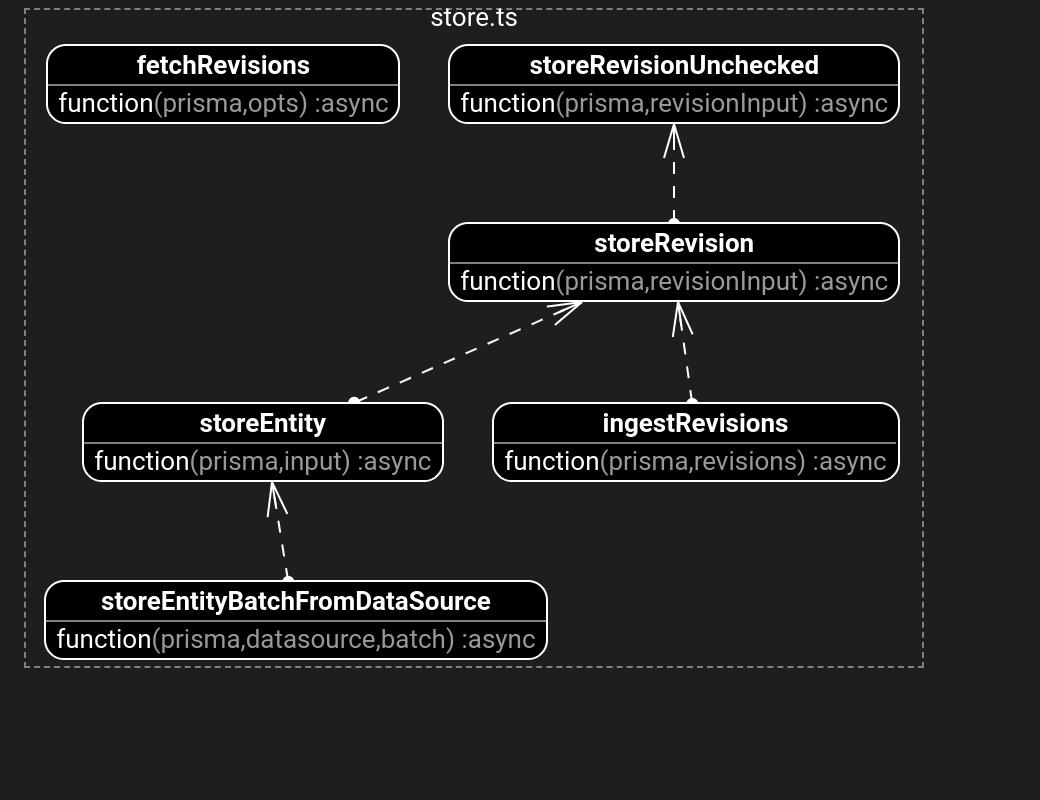 store.ts
fetchRevisions
function(prisma,opts) :async
storeRevisionUnchecked
function(prisma,revisionInput) :async
storeRevision
function(prisma,revisionInput) :async
storeEntity
function(prisma,input) :async
ingestRevisions
function(prisma,revisions) :async
storeEntityBatchFromDataSource
function(prisma,datasource,batch) :async